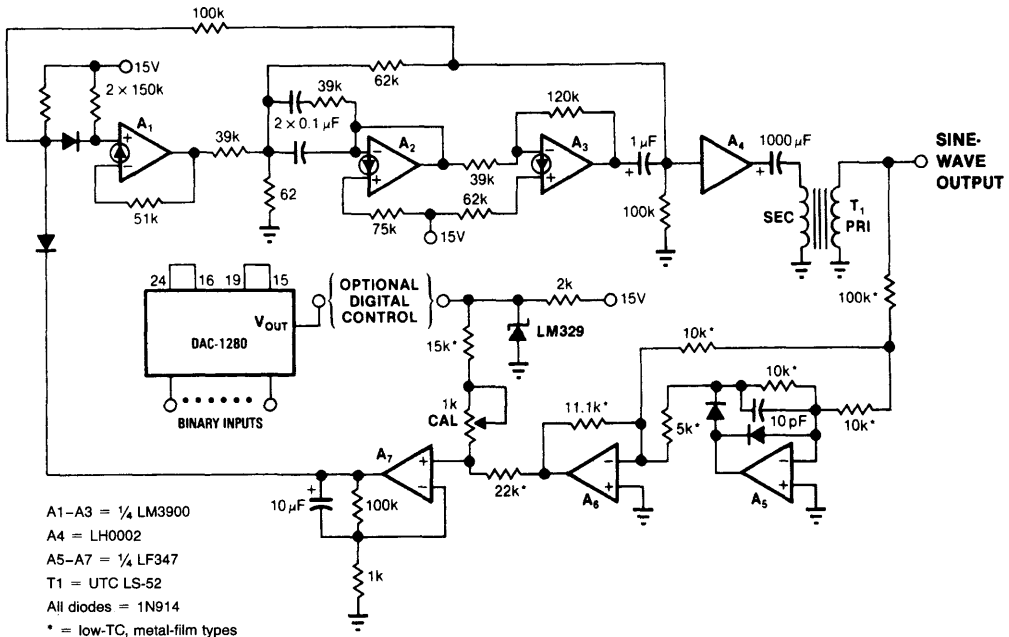 100k
15V
2 × 150k
A1
51k
39k
62k
39k
2 × 0.1 µF
62
A2
75k
39k
62k
15V
120k
A3
1 µF
+
100k
A4
1000 µF
+
SEC
T1
PRI
SINE-
WAVE
OUTPUT
24
16
19
15
VOUT
DAC-1280
BINARY INPUTS
OPTIONAL
DIGITAL
CONTROL
2k
15V
LM329
15k*
1k
CAL
100k*
10k*
10k*
10 pF
5k*
10k*
A5
11.1k*
A6
22k*
A7
+
10 µF
100k
1k
A1–A3 = ¼ LM3900
A4 = LH0002
A5–A7 = ¼ LF347
T1 = UTC LS-52
All diodes = 1N914
* = low-TC, metal-film types